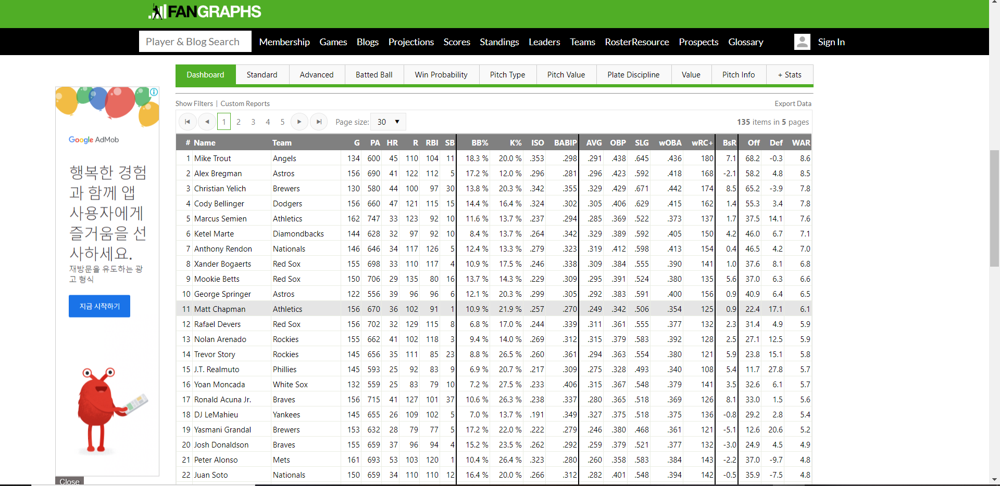 FANGRAPHS
Player & Blog Search Membership Games Blogs Projections Scores Standings Leaders Teams RosterResource Prospects Glossary Sign In
Dashboard Standard Advanced Batted Ball Win Probability Pitch Type Pitch Value Plate Discipline Value Pitch Info + Stats
Show Filters | Custom Reports Export Data
1 2 3 4 5 Page size: 30 135 items in 5 pages
# Name Team G PA HR R RBI SB BB% K% ISO BABIP AVG OBP SLG wOBA wRC+ BsR Off Def WAR
1 Mike Trout Angels 134 600 45 110 104 11 18.3 % 20.0 % .353 .298 .291 .438 .645 .436 180 7.1 68.2 -0.3 8.6
2 Alex Bregman Astros 156 690 41 122 112 5 17.2 % 12.0 % .296 .281 .296 .423 .592 .418 168 -2.1 58.2 4.8 8.5
3 Christian Yelich Brewers 130 580 44 100 97 30 13.8 % 20.3 % .342 .355 .329 .429 .671 .442 174 8.5 65.2 -3.9 7.8
4 Cody Bellinger Dodgers 156 660 47 121 115 15 14.4 % 16.4 % .324 .302 .305 .406 .629 .415 162 1.4 55.3 3.4 7.8
5 Marcus Semien Athletics 162 747 33 123 92 10 11.6 % 13.7 % .237 .294 .285 .369 .522 .373 137 1.7 37.5 14.1 7.6
6 Ketel Marte Diamondbacks 144 628 32 97 92 10 8.4 % 13.7 % .264 .342 .329 .389 .592 .405 150 4.2 46.0 6.7 7.1
7 Anthony Rendon Nationals 146 646 34 117 126 5 12.4 % 13.3 % .279 .323 .319 .412 .598 .413 154 0.4 46.5 4.2 7.0
8 Xander Bogaerts Red Sox 155 698 33 110 117 4 10.9 % 17.5 % .246 .338 .309 .384 .555 .390 141 1.0 37.6 8.1 6.8
9 Mookie Betts Red Sox 150 706 29 135 80 16 13.7 % 14.3 % .229 .309 .295 .391 .524 .380 135 5.6 37.0 6.3 6.6
10 George Springer Astros 122 556 39 96 96 6 12.1 % 20.3 % .299 .305 .292 .383 .591 .400 156 0.9 40.9 6.4 6.5
11 Matt Chapman Athletics 156 670 36 102 91 1 10.9 % 21.9 % .257 .270 .249 .342 .506 .354 125 0.9 22.4 17.1 6.1
12 Rafael Devers Red Sox 156 702 32 129 115 8 6.8 % 17.0 % .244 .339 .311 .361 .555 .377 132 2.3 31.4 4.9 5.9
13 Nolan Arenado Rockies 155 662 41 102 118 3 9.4 % 14.0 % .269 .312 .315 .379 .583 .392 128 2.5 27.1 12.5 5.9
14 Trevor Story Rockies 145 656 35 111 85 23 8.8 % 26.5 % .260 .361 .294 .363 .554 .380 121 5.9 23.8 15.1 5.8
15 J.T. Realmuto Phillies 145 593 25 92 83 9 6.9 % 20.7 % .217 .309 .275 .328 .493 .340 108 5.4 11.7 27.8 5.7
16 Yoan Moncada White Sox 132 559 25 83 79 10 7.2 % 27.5 % .233 .406 .315 .367 .548 .379 141 3.5 32.6 6.1 5.7
17 Ronald Acuna Jr. Braves 156 715 41 127 101 37 10.6 % 26.3 % .238 .337 .280 .365 .518 .369 126 8.1 33.0 1.5 5.6
18 DJ LeMahieu Yankees 145 655 26 109 102 5 7.0 % 13.7 % .191 .349 .327 .375 .518 .375 136 -0.8 29.2 2.8 5.4
19 Yasmani Grandal Brewers 153 632 28 79 77 5 17.2 % 22.0 % .222 .279 .246 .380 .468 .361 121 -5.1 12.6 20.6 5.2
20 Josh Donaldson Braves 155 659 37 96 94 4 15.2 % 23.5 % .262 .292 .259 .379 .521 .377 132 -3.0 24.9 4.5 4.9
21 Peter Alonso Mets 161 693 53 103 120 1 10.4 % 26.4 % .323 .280 .260 .358 .583 .384 143 -2.2 37.0 -9.7 4.8
22 Juan Soto Nationals 150 659 34 110 110 12 16.4 % 20.0 % .266 .312 .282 .401 .548 .394 142 -0.5 35.9 -7.5 4.8
Google AdMob
행복한 경험
과 함께 앱
사용자에게
즐거움을 선
사하세요.
재방문을 유도하는 광
고 형식
지금 시작하기
Close